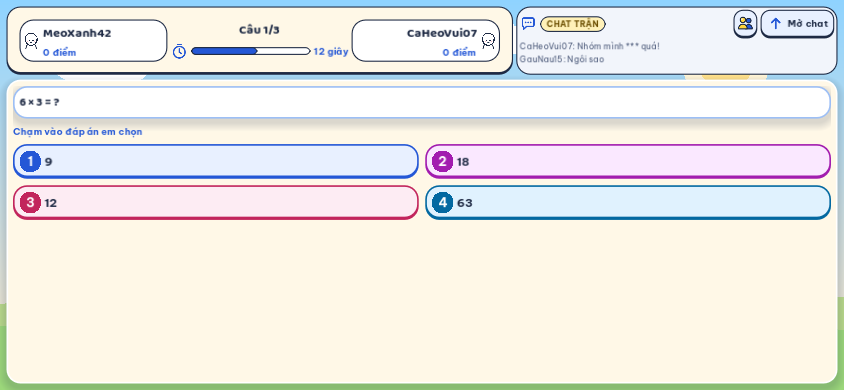 MeoXanh42
0 điểm
Câu 1/3
12 giây
CaHeoVui07
0 điểm
CHAT TRẬN
Mở chat
CaHeoVui07: Nhóm mình *** quá!
GauNau15: Ngôi sao
6 × 3 = ?
Chạm vào đáp án em chọn
1 9
2 18
3 12
4 63